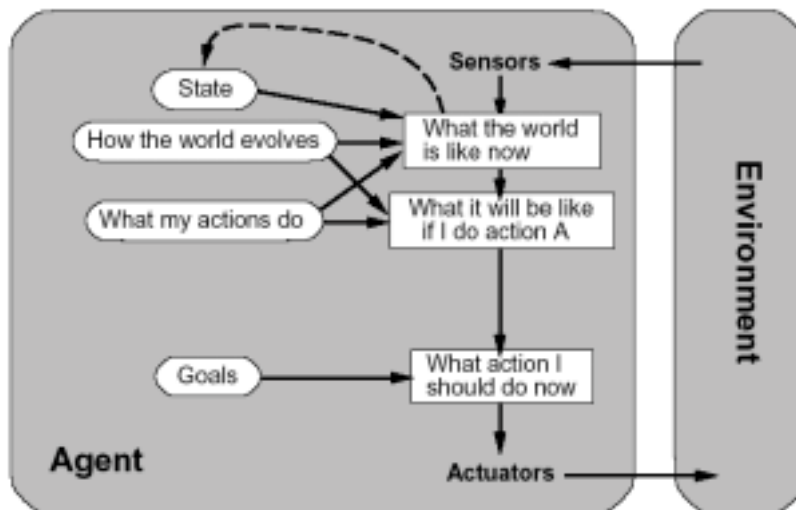 Sensors
State
What the world
is like now
How the world evolves
What my actions do
What it will be like
if I do action A
Environment
Goals
What action I
should do now
Agent
Actuators